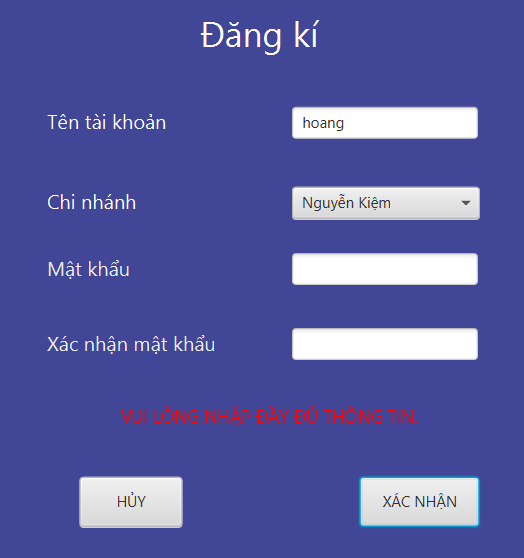 Đăng kí
Tên tài khoản
hoang
Chi nhánh
Nguyễn Kiệm
Mật khẩu
Xác nhận mật khẩu
VUI LÒNG NHẬP ĐẦY ĐỦ THÔNG TIN.
HỦY
XÁC NHẬN